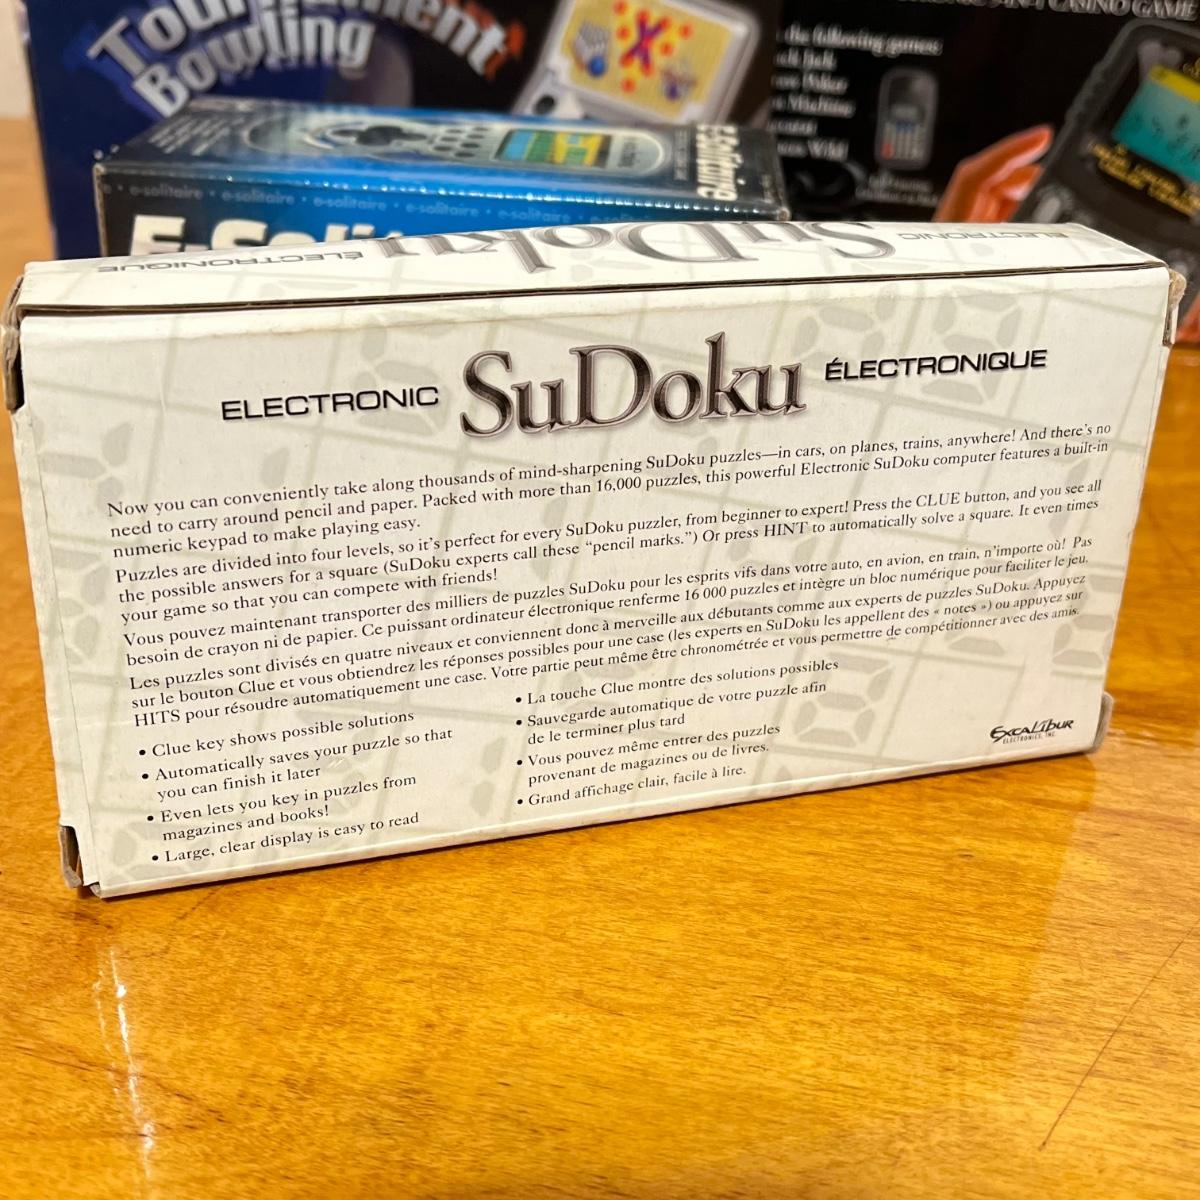 Tournament
Bowling
ELECTRONIC 5-IN-1 CASINO GAME
the following games:
e-solitaire • e-solitaire • e-solitaire • e-solitaire • e-solitaire
ELECTRONIC SuDoku ÉLECTRONIQUE
ELECTRONIC SuDoku ÉLECTRONIQUE
Now you can conveniently take along thousands of mind-sharpening SuDoku puzzles—in cars, on planes, trains, anywhere! And there's no
need to carry around pencil and paper. Packed with more than 16,000 puzzles, this powerful Electronic SuDoku computer features a built-in
numeric keypad to make playing easy.
Puzzles are divided into four levels, so it's perfect for every SuDoku puzzler, from beginner to expert! Press the CLUE button, and you see all
the possible answers for a square (SuDoku experts call these “pencil marks.”) Or press HINT to automatically solve a square. It even times
your game so that you can compete with friends!
Vous pouvez maintenant transporter des milliers de puzzles SuDoku pour les esprits vifs dans votre auto, en avion, en train, n'importe où! Pas
besoin de crayon ni de papier. Ce puissant ordinateur électronique renferme 16 000 puzzles et intègre un bloc numérique pour faciliter le jeu.
Les puzzles sont divisés en quatre niveaux et conviennent donc à merveille aux débutants comme aux experts de puzzles SuDoku. Appuyez
sur le bouton Clue et vous obtiendrez les réponses possibles pour une case (les experts en SuDoku les appellent des « notes ») ou appuyez sur
HITS pour résoudre automatiquement une case. Votre partie peut même être chronométrée et vous permettre de compétitionner avec des amis.
• Clue key shows possible solutions
• Automatically saves your puzzle so that
you can finish it later
• Even lets you key in puzzles from
magazines and books!
• Large, clear display is easy to read
• La touche Clue montre des solutions possibles
• Sauvegarde automatique de votre puzzle afin
de le terminer plus tard
• Vous pouvez même entrer des puzzles
provenant de magazines ou de livres.
• Grand affichage clair, facile à lire.
EXCALIBUR
ELECTRONICS, INC.